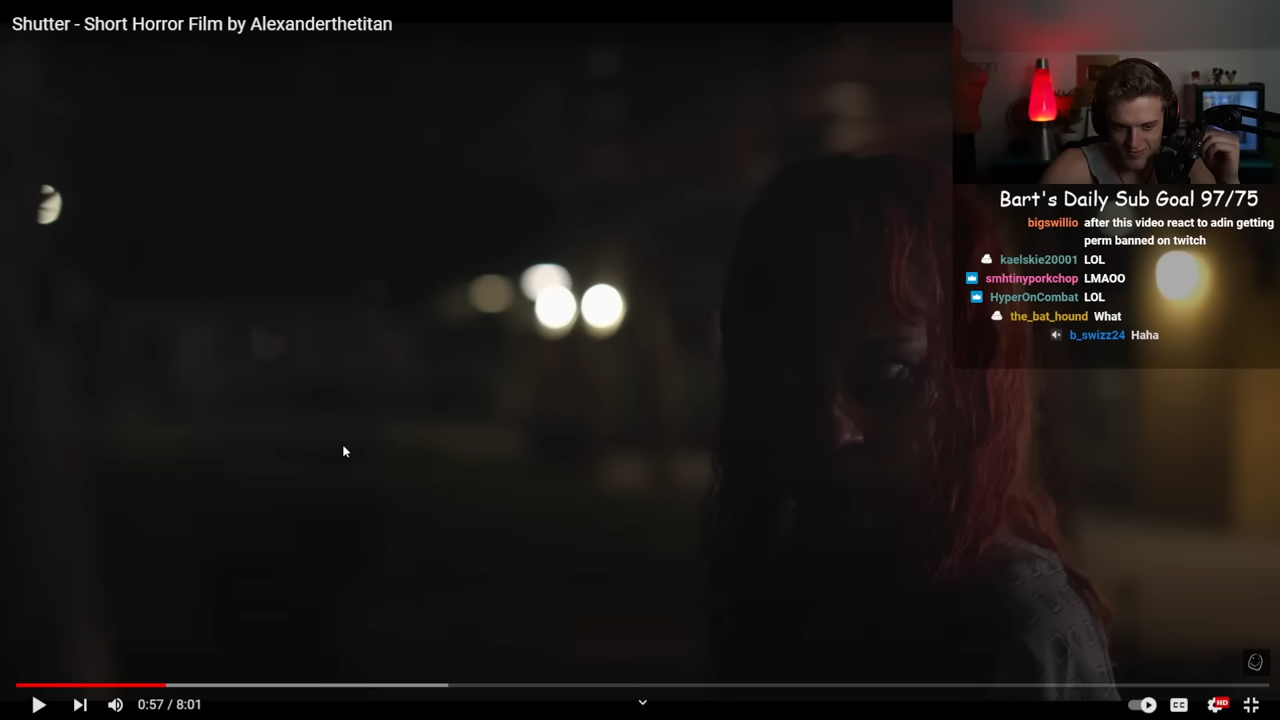 Shutter - Short Horror Film by Alexanderthetitan
Bart's Daily Sub Goal 97/75
bigswillio after this video react to adin getting
perm banned on twitch
kaelskie20001 LOL
smhtinyporkchop LMAOO
HyperOnCombat LOL
the_bat_hound What
b_swizz24 Haha
0:57 / 8:01
CC
HD